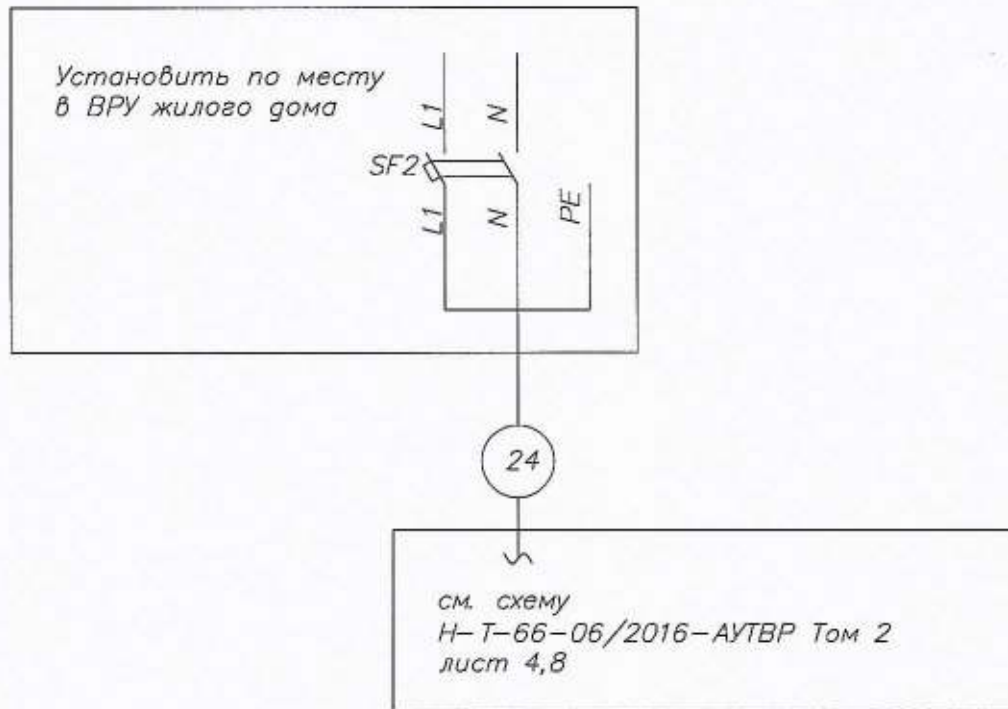 Установить по месту
в ВРУ жилого дома
L1
N
SF2
L1
N
PE
24
см. схему
Н-Т-66-06/2016-АУТВР Том 2
лист 4,8